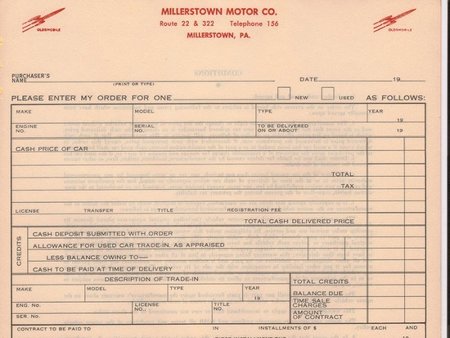 MILLERSTOWN MOTOR CO.
OLDSMOBILE Route 22 & 322 Telephone 156 OLDSMOBILE
MILLERSTOWN, PA.
CONDITIONS
PURCHASER'S
NAME DATE 19
(PRINT OR TYPE)
PLEASE ENTER MY ORDER FOR ONE NEW USED AS FOLLOWS:
MAKE MODEL TYPE YEAR
19
ENGINE NO. SERIAL NO. TO BE DELIVERED ON OR ABOUT 19
CASH PRICE OF CAR
TOTAL
TAX
LICENSE TRANSFER TITLE REGISTRATION FEE
TOTAL CASH DELIVERED PRICE
CREDITS
CASH DEPOSIT SUBMITTED WITH ORDER
ALLOWANCE FOR USED CAR TRADE-IN, AS APPRAISED
LESS BALANCE OWING TO—
CASH TO BE PAID AT TIME OF DELIVERY
DESCRIPTION OF TRADE-IN TOTAL CREDITS
MAKE MODEL TYPE YEAR BALANCE DUE
19 TIME SALE CHARGES
ENG. NO. LICENSE NO. TITLE NO. AMOUNT OF CONTRACT
SER. NO.
CONTRACT TO BE PAID IN INSTALLMENTS OF $ EACH AND